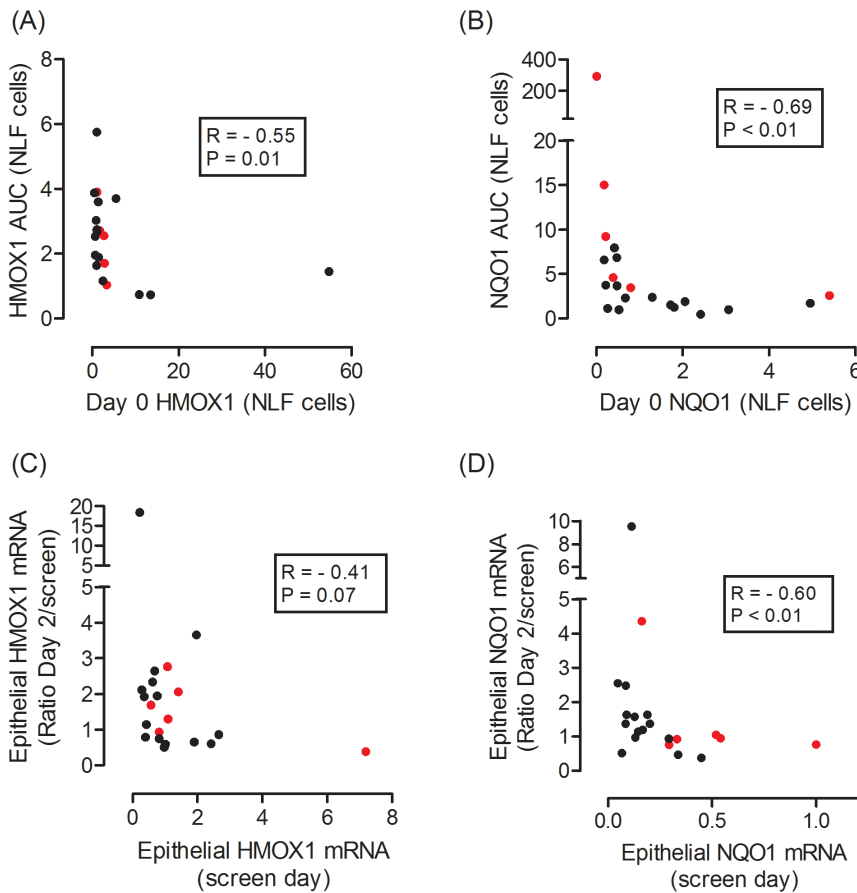 (A)
HMOX1 AUC (NLF cells)
8
6
4
2
0
R = - 0.55
P = 0.01
0 20 40 60
Day 0 HMOX1 (NLF cells)
(B)
NQO1 AUC (NLF cells)
400
200
20
15
10
5
0
R = - 0.69
P < 0.01
0 2 4 6
Day 0 NQO1 (NLF cells)
(C)
Epithelial HMOX1 mRNA
(Ratio Day 2/screen)
20
15
10
5
5
4
3
2
1
0
R = - 0.41
P = 0.07
0 2 4 6 8
Epithelial HMOX1 mRNA
(screen day)
(D)
Epithelial NQO1 mRNA
(Ratio Day 2/screen)
10
8
6
5
4
3
2
1
0
R = - 0.60
P < 0.01
0.0 0.5 1.0
Epithelial NQO1 mRNA
(screen day)